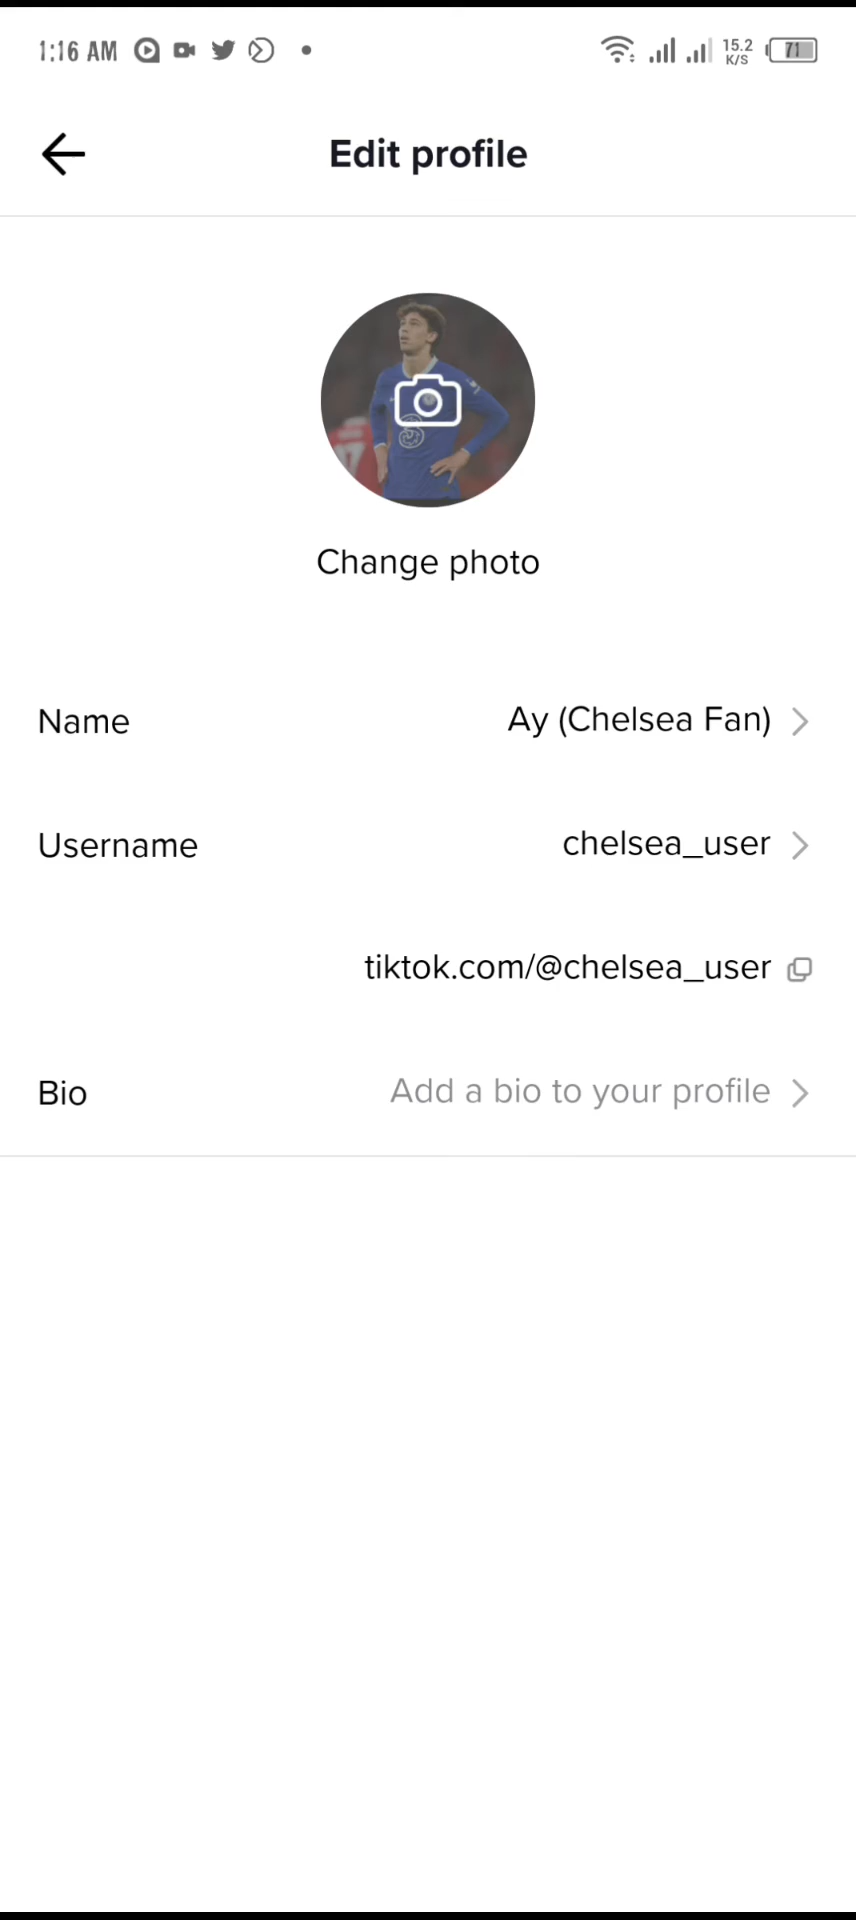 1:16 AM
15.2
K/S
71
Edit profile
Change photo
Name
Ay (Chelsea Fan)
Username
chelsea_user
tiktok.com/@chelsea_user
Bio
Add a bio to your profile